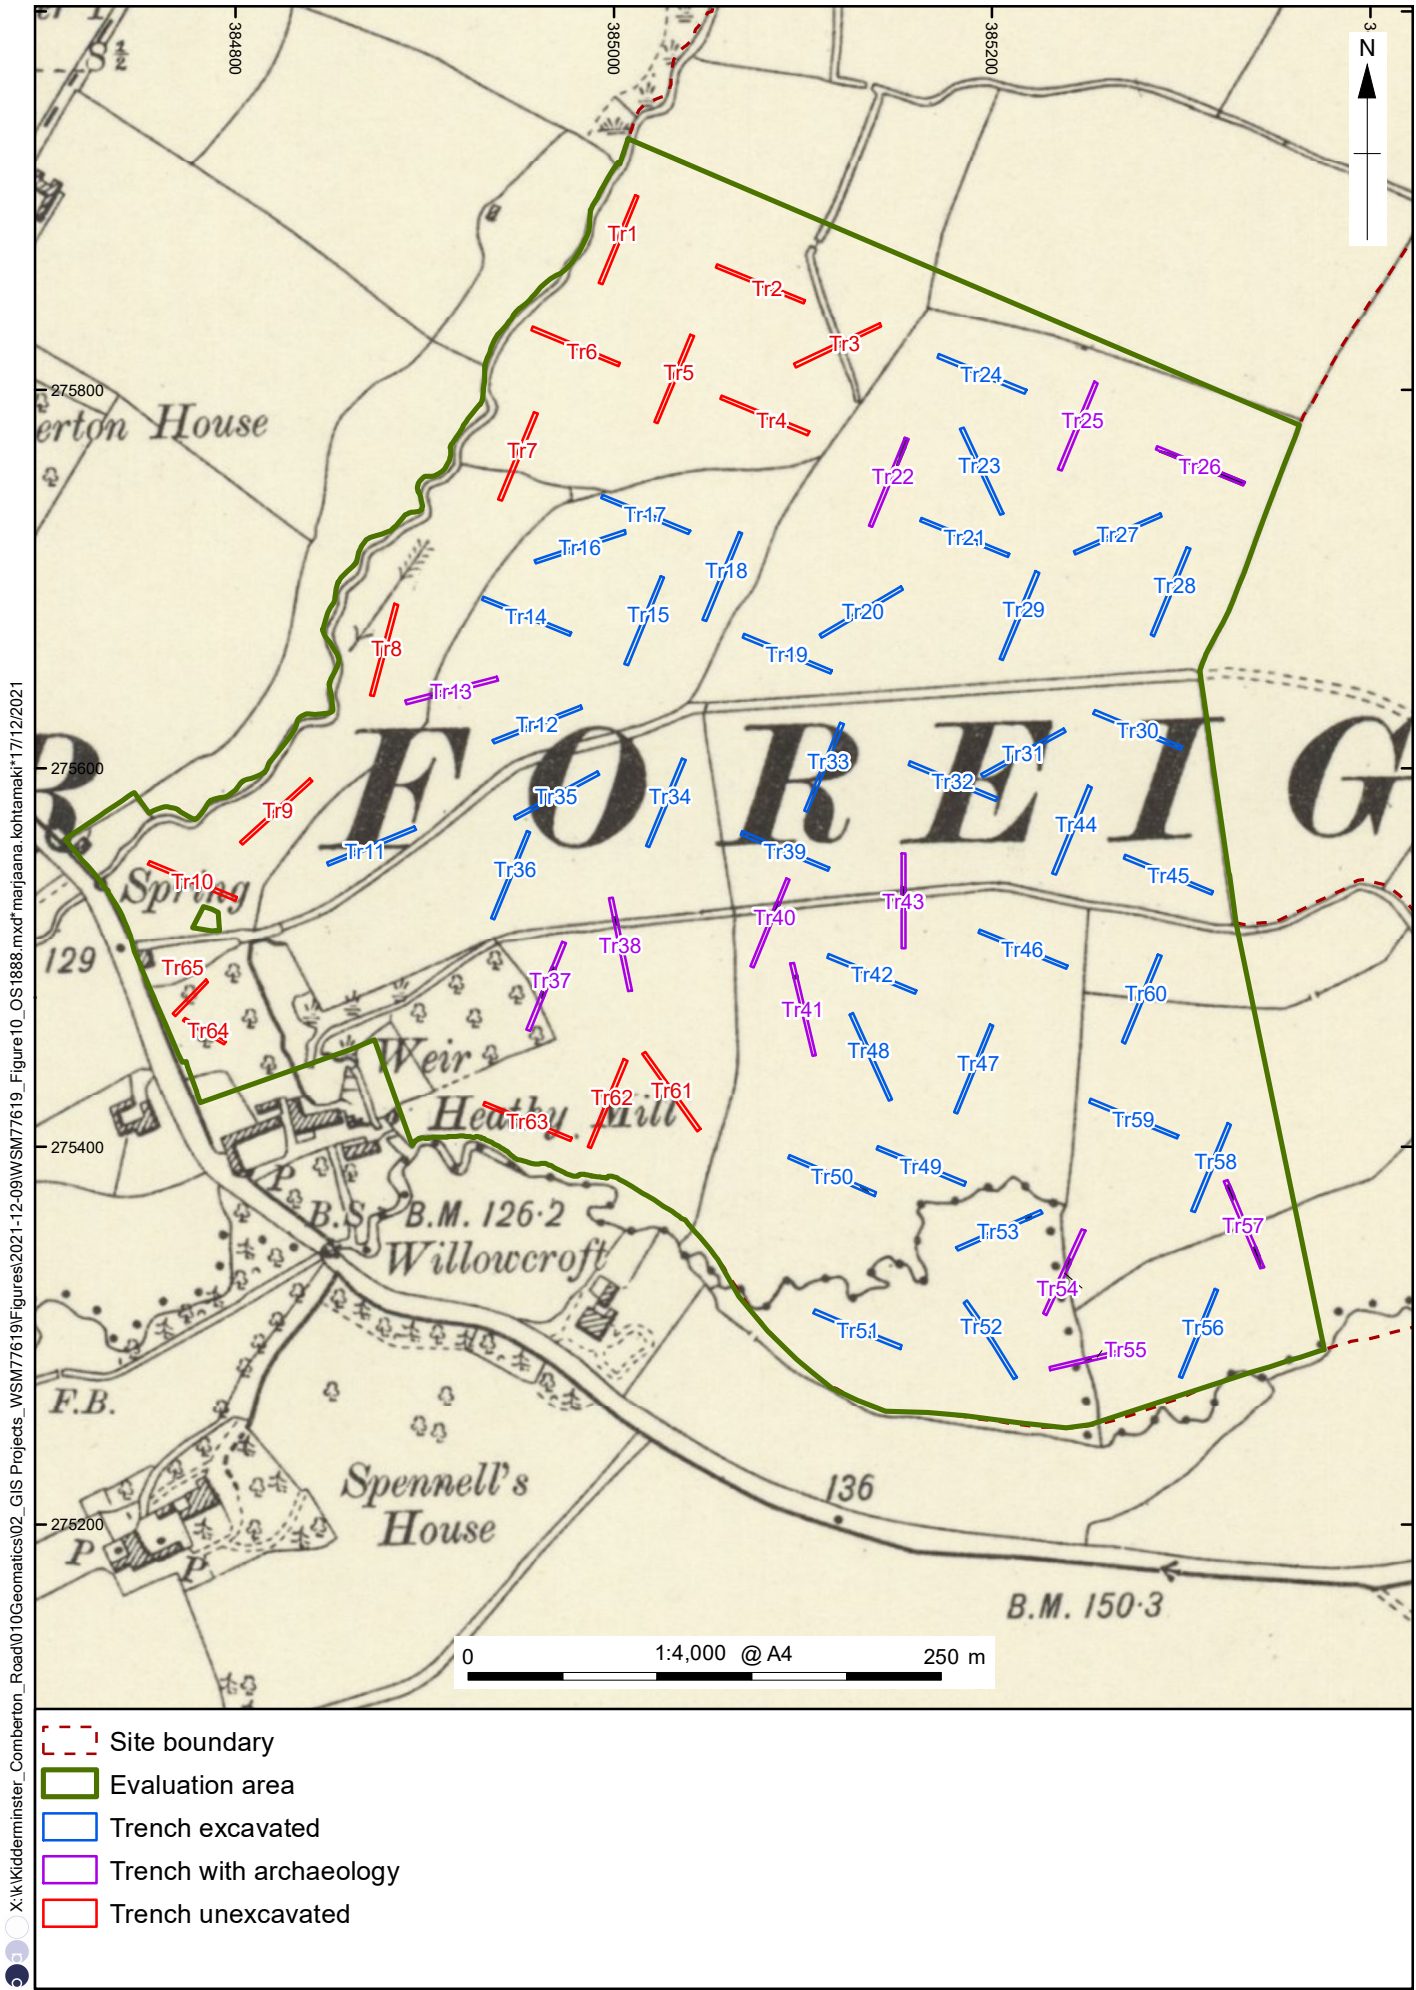 384800
385000
385200
3
N
S
Tr1
Tr2
Tr3
Tr6
Tr5
Tr4
Tr24
275800
erton House
Tr25
Tr7
Tr22
Tr23
Tr26
Tr17
Tr16
Tr21
Tr27
Tr18
Tr28
Tr14
Tr15
Tr20
Tr29
Tr8
Tr19
Tr13
Tr12
Tr30
R FOREIG
275600
Tr33
Tr31
Tr32
Tr9
Tr35
Tr34
Tr44
Tr11
Tr39
Tr36
Tr45
Tr10
Spring
Tr43
Tr40
Tr38
Tr46
129
Tr65
Tr37
Tr42
Tr60
Tr41
Tr64
Weir
Tr48
Tr47
Tr61
Tr62
Heathy Mill
Tr63
Tr59
275400
Tr58
Tr49
Tr50
P
B.S.
B.M. 126·2
Tr57
Tr53
Willowcroft
Tr54
Tr51
Tr52
Tr56
Tr55
F.B.
Spennell's
House
136
275200
P
P
B.M. 150·3
0 1:4,000 @ A4 250 m
Site boundary
Evaluation area
Trench excavated
Trench with archaeology
Trench unexcavated
X:\k\Kidderminster_Comberton_Road\010Geomatics\02_GIS Projects_WSM77619\Figures\2021-12-09\WSM77619_Figure10_OS1888.mxd*marjaana.kohtamaki*17/12/2021